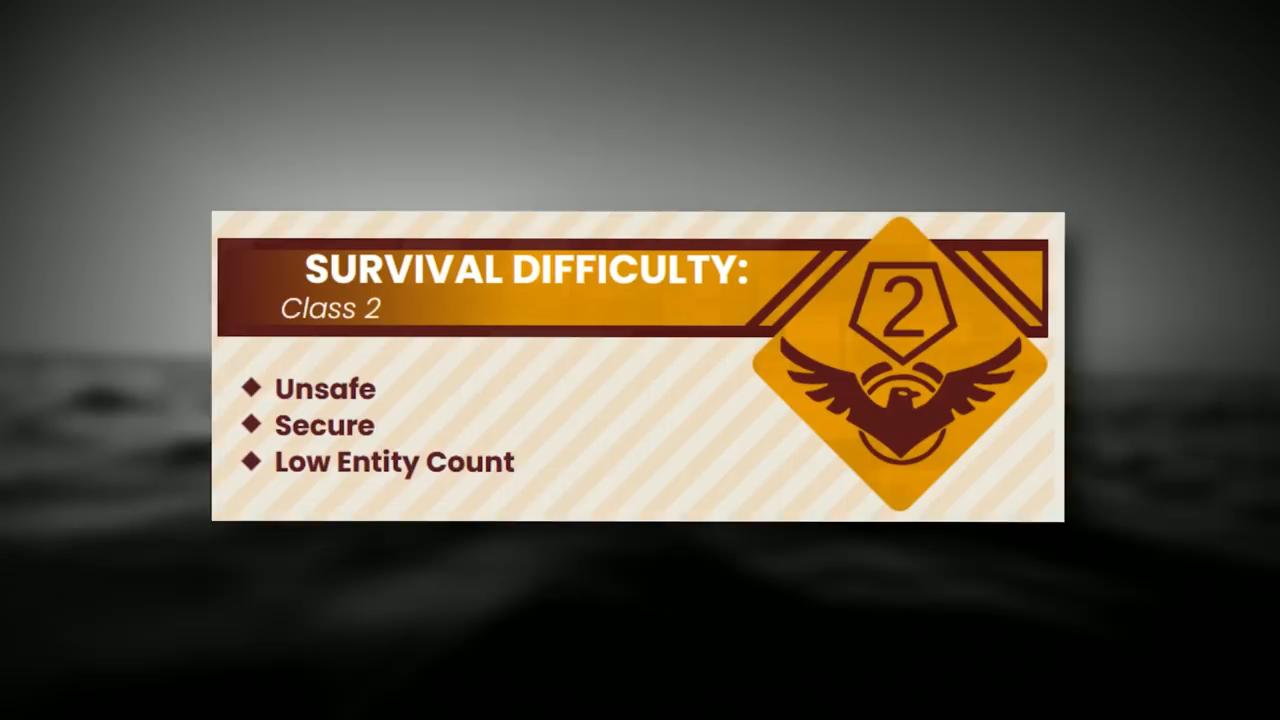 SURVIVAL DIFFICULTY:
Class 2
2
Unsafe
Secure
Low Entity Count